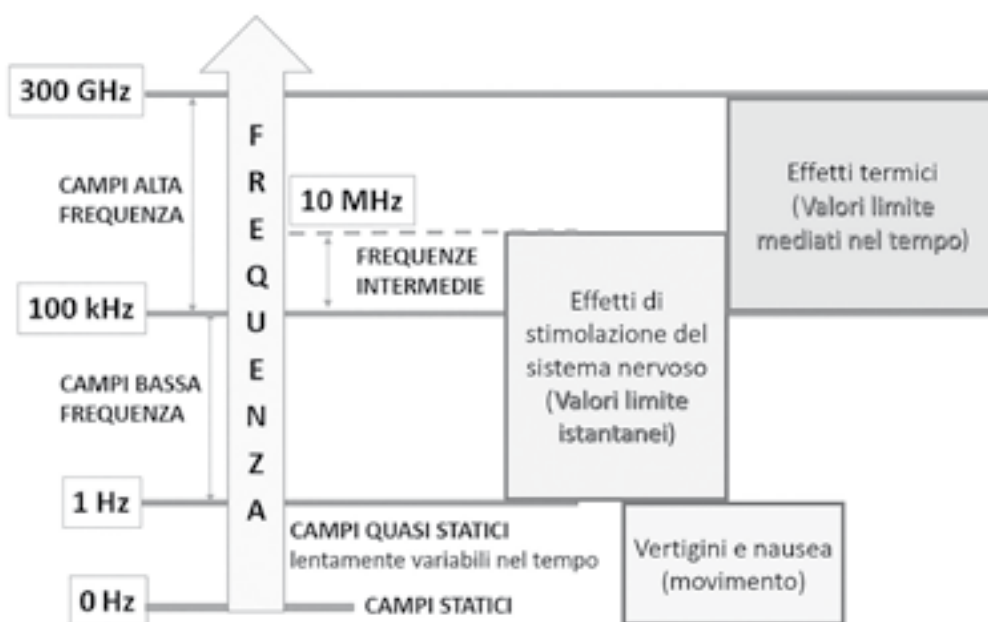 300 GHz
CAMPI ALTA
FREQUENZA
FREQUENZA
10 MHz
FREQUENZE
INTERMEDIE
100 kHz
CAMPI BASSA
FREQUENZA
1 Hz
CAMPI QUASI STATICI
lentamente variabili nel tempo
0 Hz
CAMPI STATICI
Effetti termici
(Valori limite
mediati nel tempo)
Effetti di
stimolazione del
sistema nervoso
(Valori limite
istantanei)
Vertigini e nausea
(movimento)